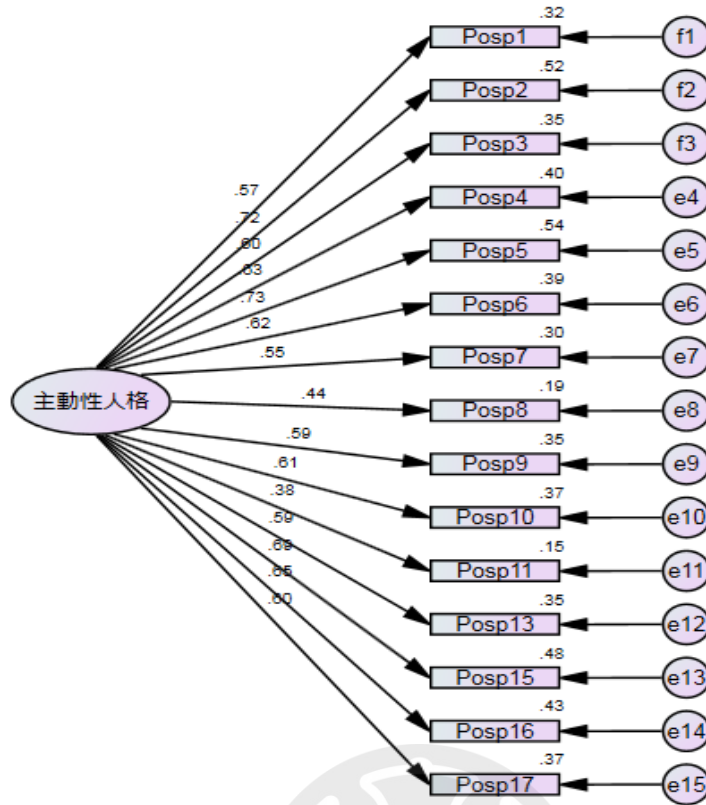 .32
Posp1
f1
.52
Posp2
f2
.35
Posp3
f3
.40
Posp4
e4
.54
Posp5
e5
.39
Posp6
e6
.30
Posp7
e7
.19
Posp8
e8
.35
Posp9
e9
.37
Posp10
e10
.15
Posp11
e11
.35
Posp13
e12
.48
Posp15
e13
.43
Posp16
e14
.37
Posp17
e15
.57
.72
.60
.63
.73
.62
.55
.44
.59
.61
.38
.59
.69
.65
.60
主動性人格